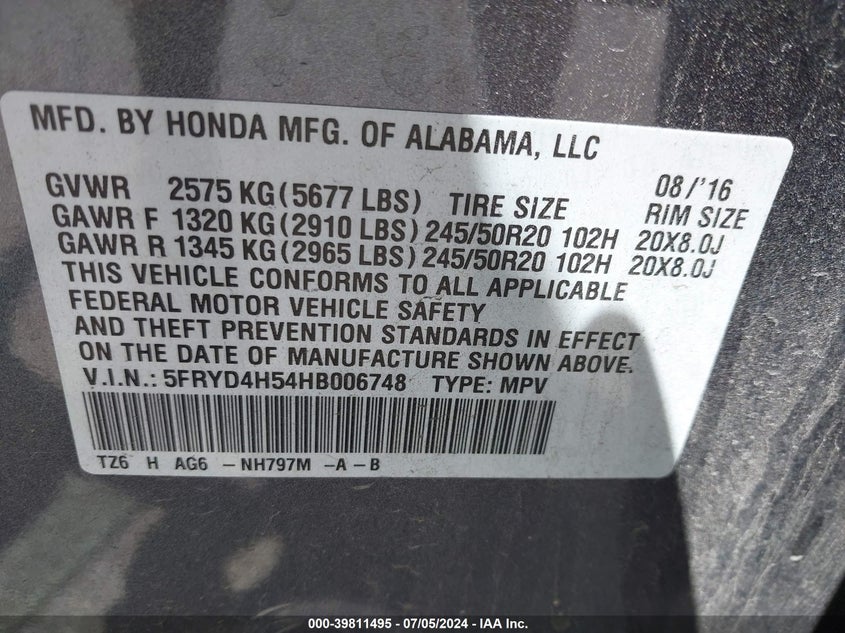 MFD. BY HONDA MFG. OF ALABAMA, LLC
08/'16
GVWR 2575 KG (5677 LBS) TIRE SIZE RIM SIZE
GAWR F 1320 KG (2910 LBS) 245/50R20 102H 20X8.0J
GAWR R 1345 KG (2965 LBS) 245/50R20 102H 20X8.0J
THIS VEHICLE CONFORMS TO ALL APPLICABLE
FEDERAL MOTOR VEHICLE SAFETY
AND THEFT PREVENTION STANDARDS IN EFFECT
ON THE DATE OF MANUFACTURE SHOWN ABOVE.
V.I.N.: 5FRYD4H54HB006748 TYPE: MPV
TZ6 H AG6 -NH797M -A -B
000-39811495 - 07/05/2024 - IAA Inc.